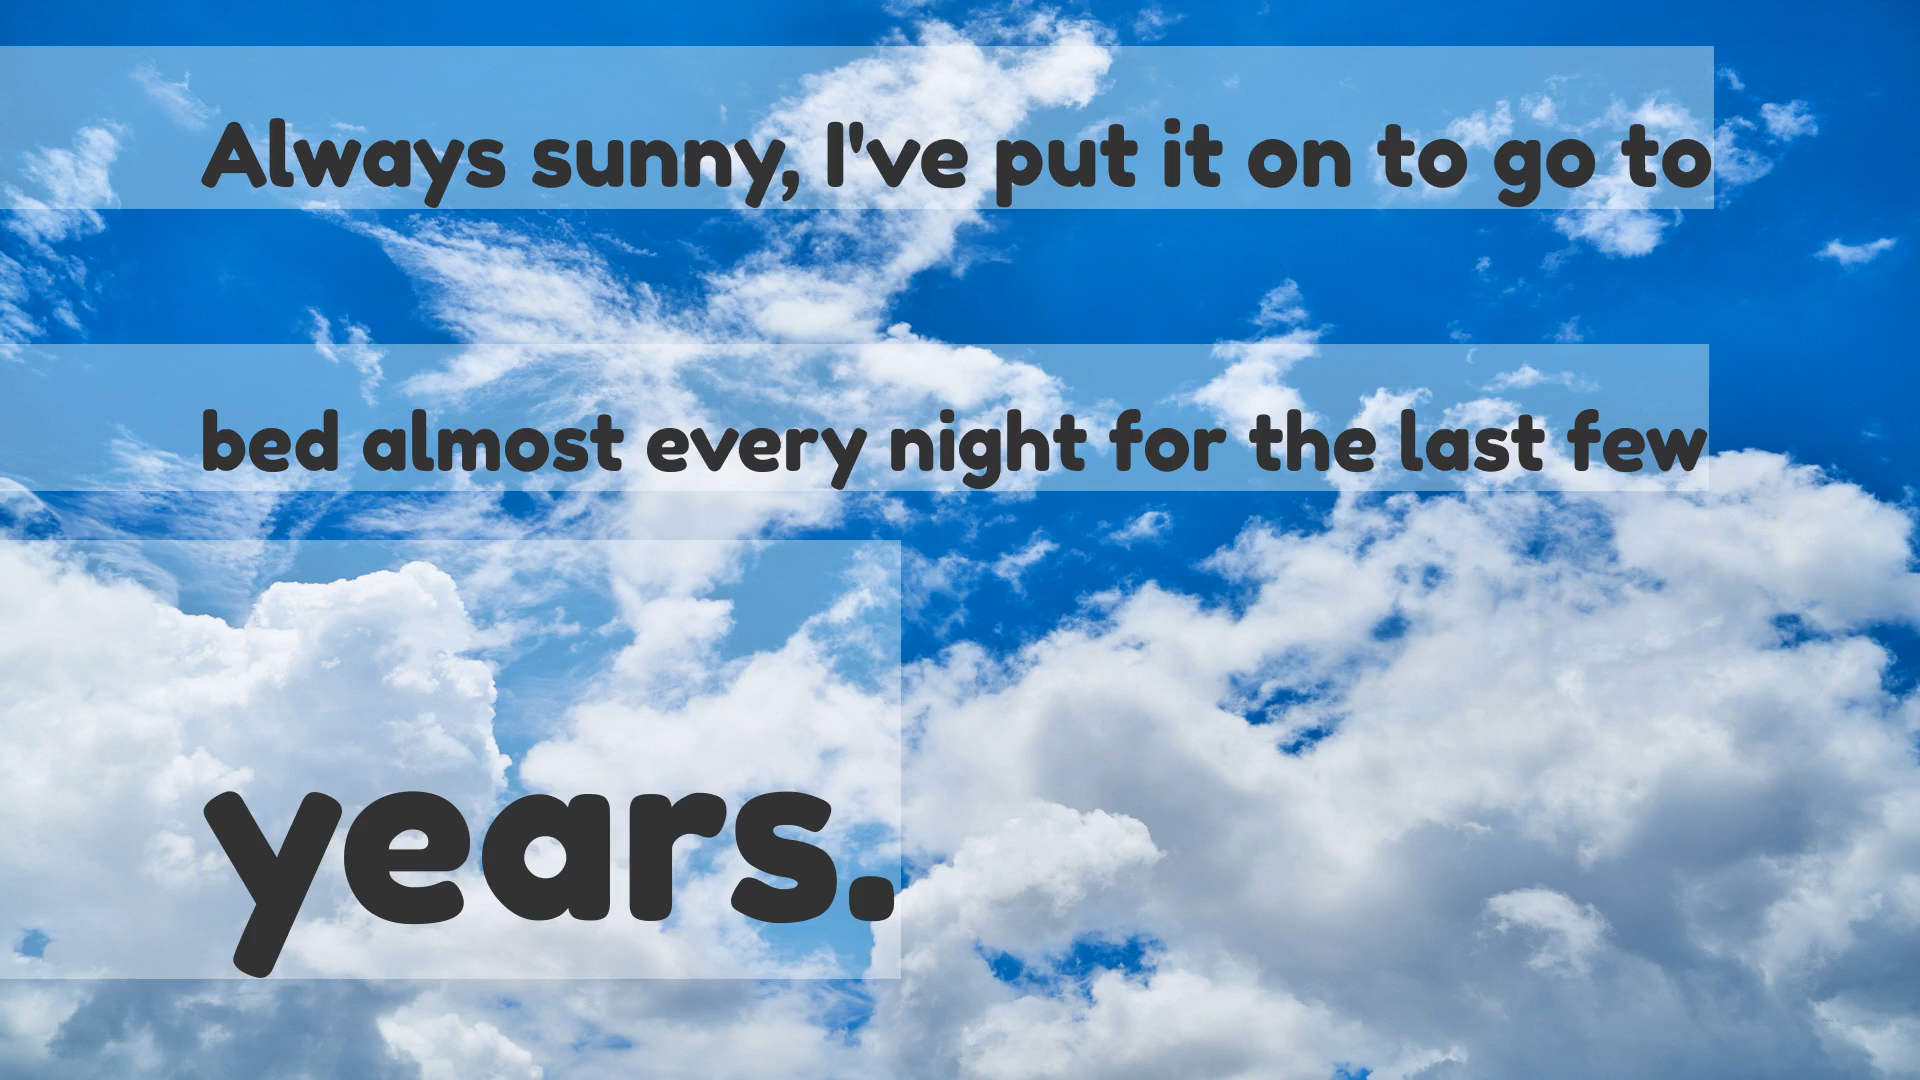 Always sunny, I've put it on to go to
bed almost every night for the last few
years.